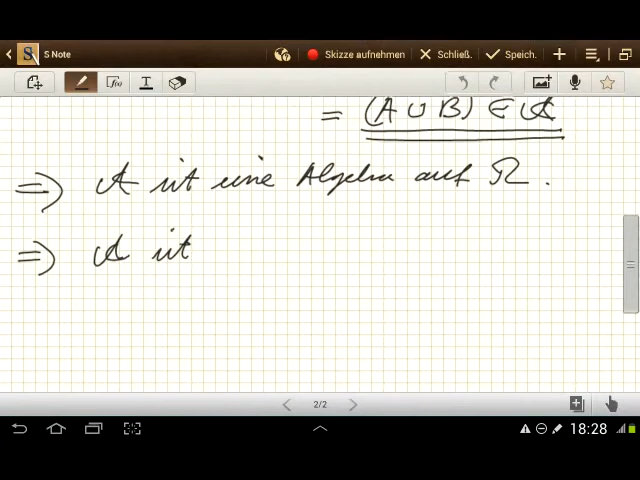 S Note
Skizze aufnehmen
Schließ.
Speich.
= (A ∪ B) ∈ 𝒜
=> 𝒜 ist eine Algebra auf Ω.
=> 𝒜 ist
2/2
18:28